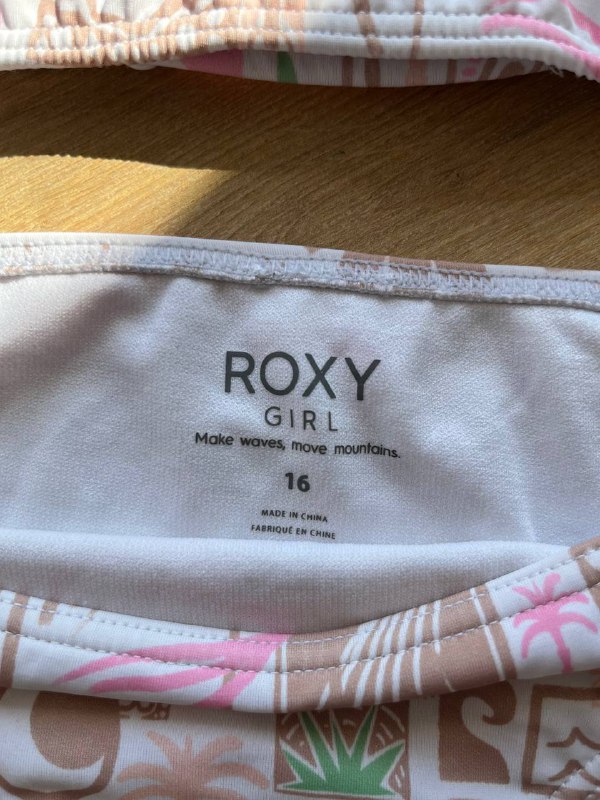 ROXY
GIRL
Make waves, move mountains.
16
MADE IN CHINA
FABRIQUÉ EN CHINE